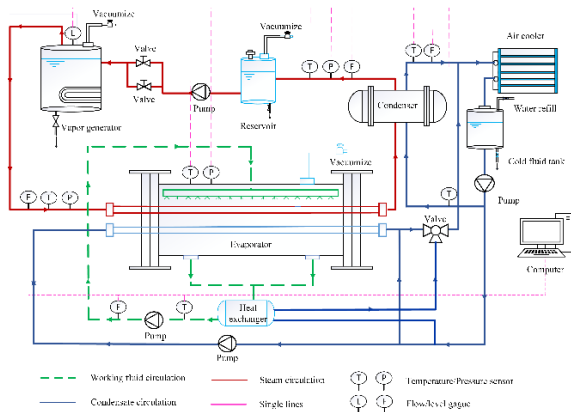 Vacuumize
Vacuumize
L
T
F
Air cooler
Valve
T
P
F
Valve
Pump
Condenser
Water refill
Vapor generator
Reservoir
Cold fluid tank
T
P
Vacuumize
T
Pump
F
T
P
Valve
Evaporator
Computer
F
T
Heat
exchanger
Pump
Pump
Working fluid circulation
Steam circulation
T
P
Temperature/Pressure sensor
Condensate circulation
Single lines
L
F
Flow/level gague